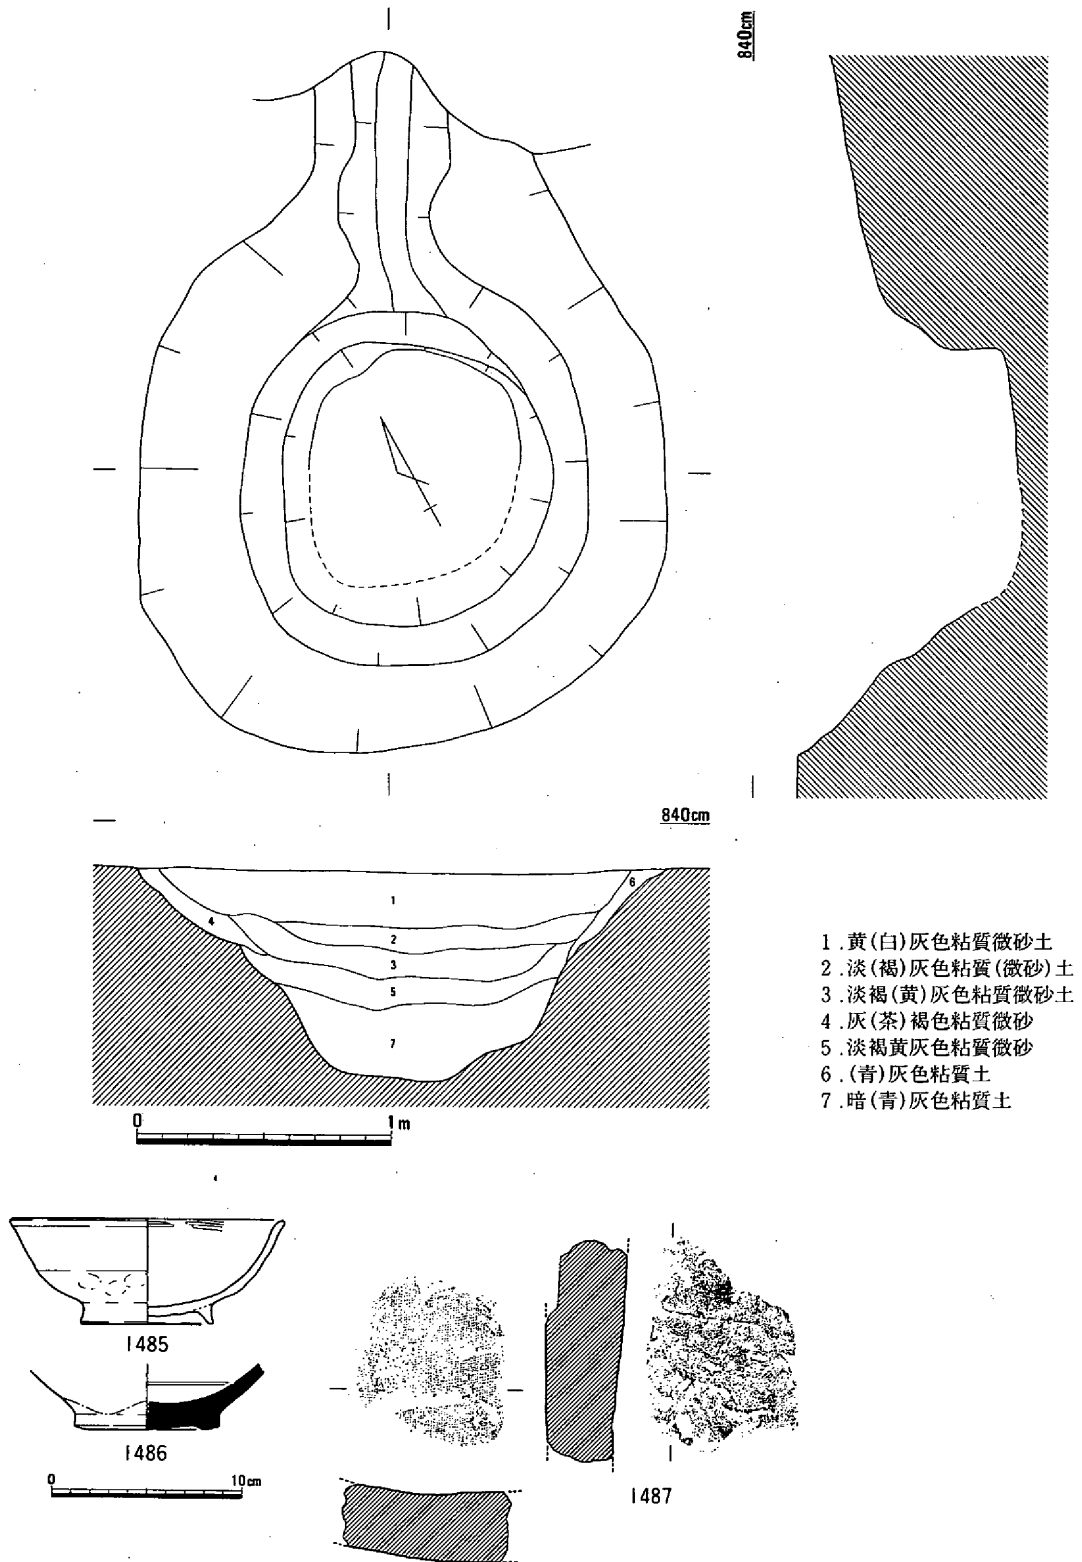 840cm
840cm
1
2
3
4
5
6
7
1.黄(白)灰色粘質微砂土
2.淡(褐)灰色粘質(微砂)土
3.淡褐(黄)灰色粘質微砂土
4.灰(茶)褐色粘質微砂
5.淡褐黄灰色粘質微砂
6.(青)灰色粘質土
7.暗(青)灰色粘質土
0 1m
1485
1486
0 10cm
1487